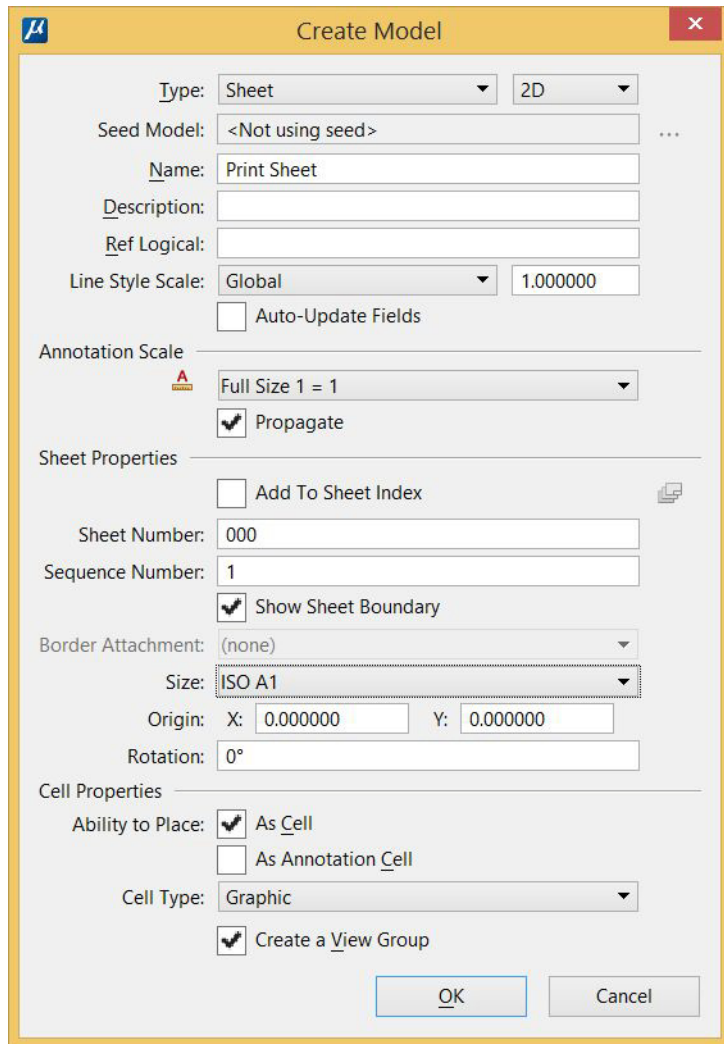 μ Create Model ×
Type: Sheet 2D
Seed Model: <Not using seed> ...
Name: Print Sheet
Description:
Ref Logical:
Line Style Scale: Global 1.000000
Auto-Update Fields
Annotation Scale
A Full Size 1 = 1
Propagate
Sheet Properties
Add To Sheet Index
Sheet Number: 000
Sequence Number: 1
Show Sheet Boundary
Border Attachment: (none)
Size: ISO A1
Origin: X: 0.000000 Y: 0.000000
Rotation: 0°
Cell Properties
Ability to Place: As Cell
As Annotation Cell
Cell Type: Graphic
Create a View Group
OK Cancel